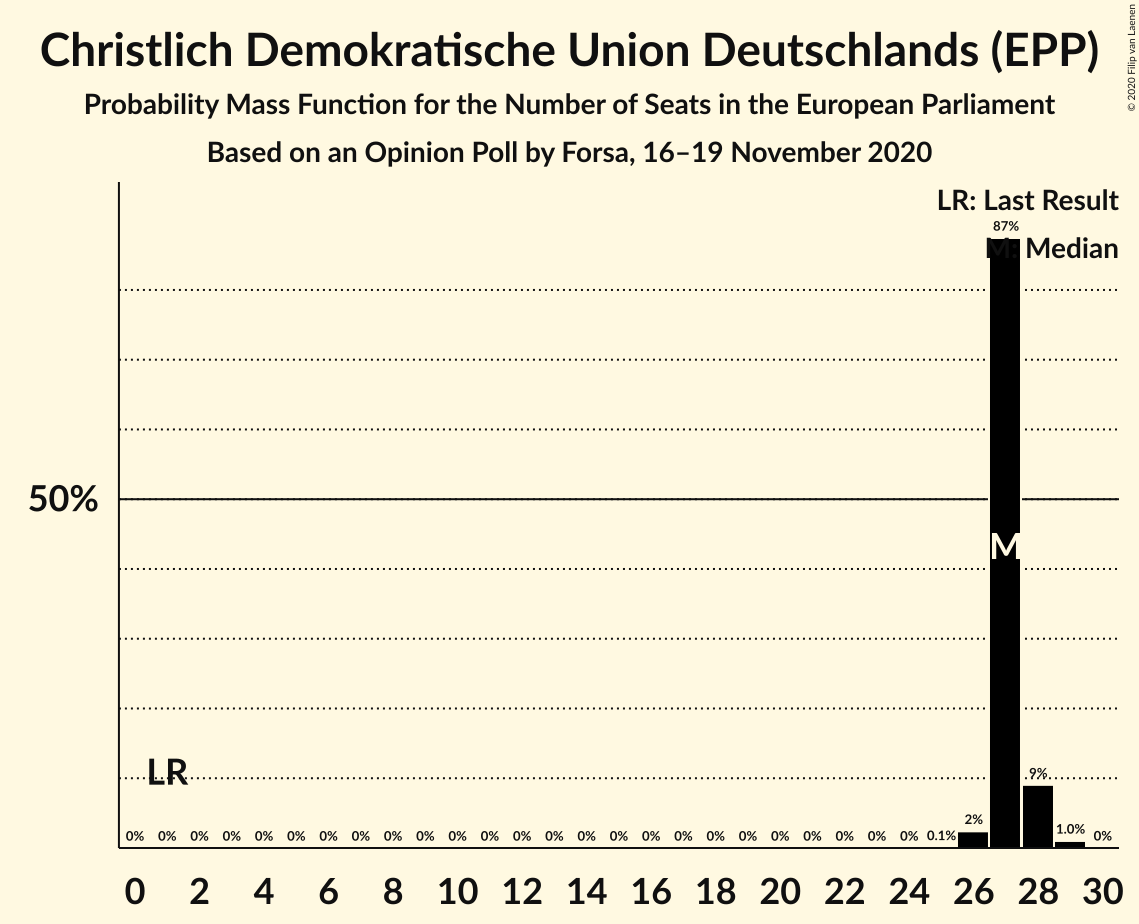 Christlich Demokratische Union Deutschlands (EPP)
Probability Mass Function for the Number of Seats in the European Parliament
Based on an Opinion Poll by Forsa, 16–19 November 2020
© 2020 Filip van Laenen
LR: Last Result
87%
M: Median
50%
M
LR
9%
2%
1.0%
0% 0% 0% 0% 0% 0% 0% 0% 0% 0% 0% 0% 0% 0% 0% 0% 0% 0% 0% 0% 0% 0% 0% 0% 0% 0.1% 0%
0 2 4 6 8 10 12 14 16 18 20 22 24 26 28 30